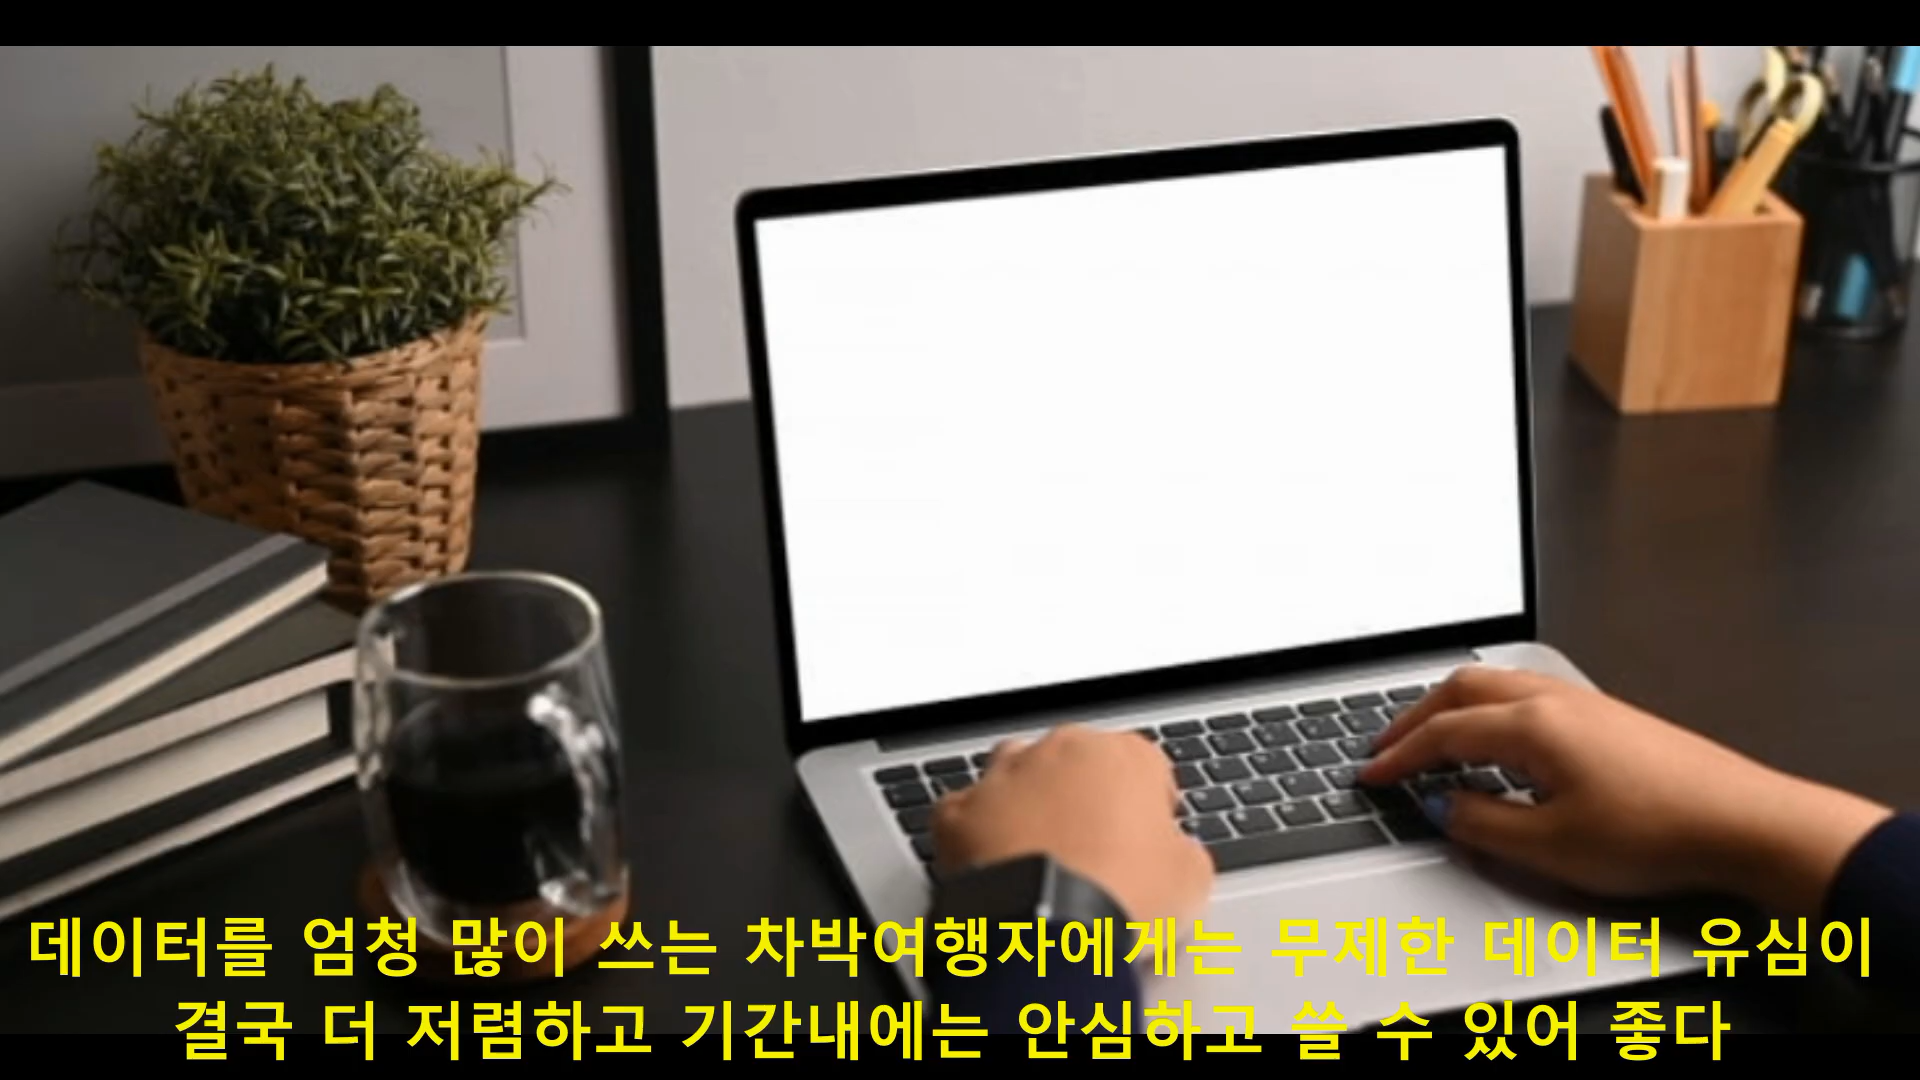 데이터를 엄청 많이 쓰는 차박여행자에게는 무제한 데이터 유심이
결국 더 저렴하고 기간내에는 안심하고 쓸 수 있어 좋다